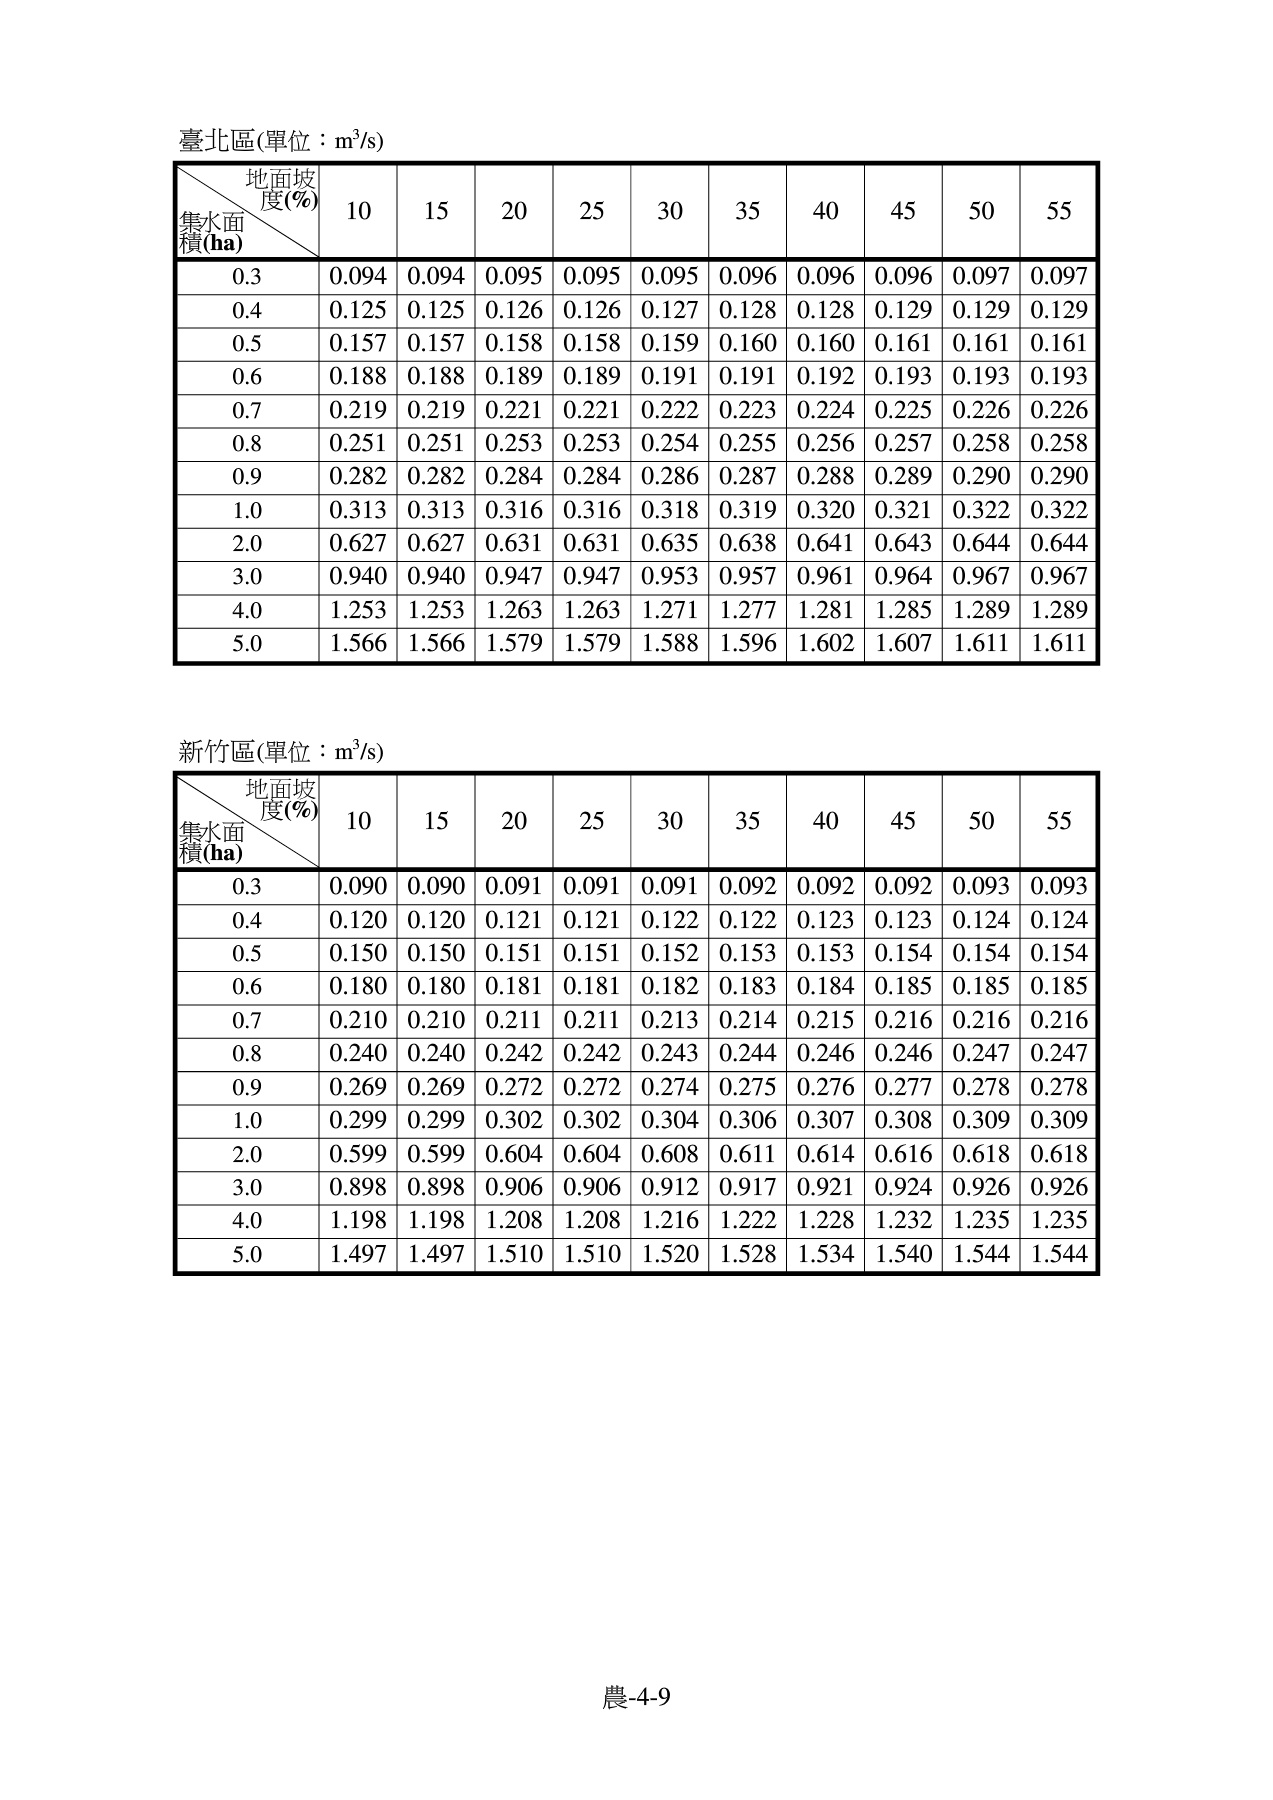 臺北區(單位：m³/s)
地面坡度(%) 集水面積(ha) 10 15 20 25 30 35 40 45 50 55
0.3 0.094 0.094 0.095 0.095 0.095 0.096 0.096 0.096 0.097 0.097
0.4 0.125 0.125 0.126 0.126 0.127 0.128 0.128 0.129 0.129 0.129
0.5 0.157 0.157 0.158 0.158 0.159 0.160 0.160 0.161 0.161 0.161
0.6 0.188 0.188 0.189 0.189 0.191 0.191 0.192 0.193 0.193 0.193
0.7 0.219 0.219 0.221 0.221 0.222 0.223 0.224 0.225 0.226 0.226
0.8 0.251 0.251 0.253 0.253 0.254 0.255 0.256 0.257 0.258 0.258
0.9 0.282 0.282 0.284 0.284 0.286 0.287 0.288 0.289 0.290 0.290
1.0 0.313 0.313 0.316 0.316 0.318 0.319 0.320 0.321 0.322 0.322
2.0 0.627 0.627 0.631 0.631 0.635 0.638 0.641 0.643 0.644 0.644
3.0 0.940 0.940 0.947 0.947 0.953 0.957 0.961 0.964 0.967 0.967
4.0 1.253 1.253 1.263 1.263 1.271 1.277 1.281 1.285 1.289 1.289
5.0 1.566 1.566 1.579 1.579 1.588 1.596 1.602 1.607 1.611 1.611
新竹區(單位：m³/s)
地面坡度(%) 集水面積(ha) 10 15 20 25 30 35 40 45 50 55
0.3 0.090 0.090 0.091 0.091 0.091 0.092 0.092 0.092 0.093 0.093
0.4 0.120 0.120 0.121 0.121 0.122 0.122 0.123 0.123 0.124 0.124
0.5 0.150 0.150 0.151 0.151 0.152 0.153 0.153 0.154 0.154 0.154
0.6 0.180 0.180 0.181 0.181 0.182 0.183 0.184 0.185 0.185 0.185
0.7 0.210 0.210 0.211 0.211 0.213 0.214 0.215 0.216 0.216 0.216
0.8 0.240 0.240 0.242 0.242 0.243 0.244 0.246 0.246 0.247 0.247
0.9 0.269 0.269 0.272 0.272 0.274 0.275 0.276 0.277 0.278 0.278
1.0 0.299 0.299 0.302 0.302 0.304 0.306 0.307 0.308 0.309 0.309
2.0 0.599 0.599 0.604 0.604 0.608 0.611 0.614 0.616 0.618 0.618
3.0 0.898 0.898 0.906 0.906 0.912 0.917 0.921 0.924 0.926 0.926
4.0 1.198 1.198 1.208 1.208 1.216 1.222 1.228 1.232 1.235 1.235
5.0 1.497 1.497 1.510 1.510 1.520 1.528 1.534 1.540 1.544 1.544
農-4-9